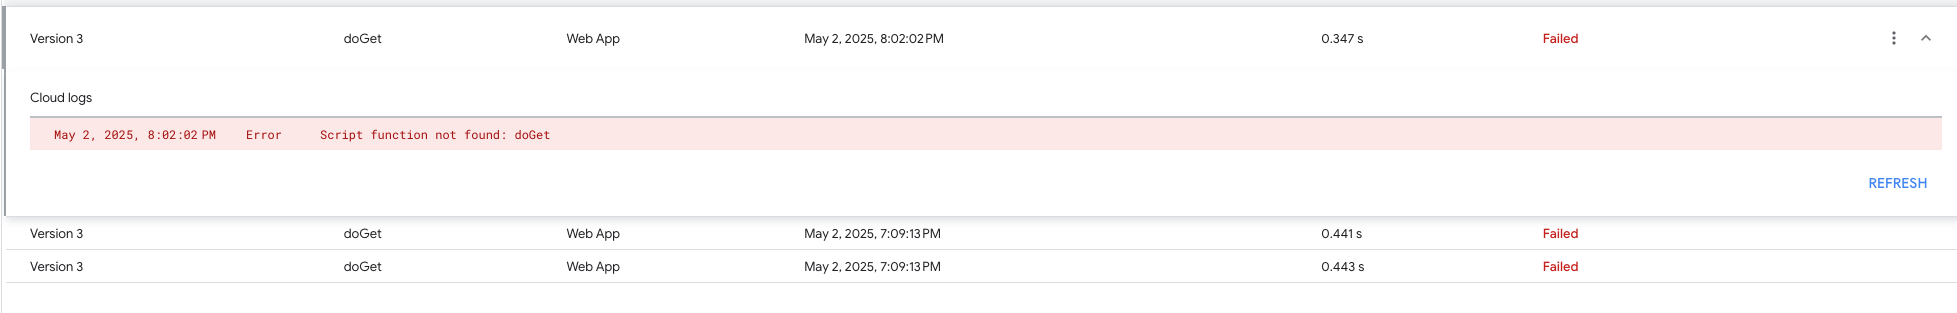 Version 3 doGet Web App May 2, 2025, 8:02:02 PM 0.347 s Failed
Cloud logs
May 2, 2025, 8:02:02 PM Error Script function not found: doGet
REFRESH
Version 3 doGet Web App May 2, 2025, 7:09:13 PM 0.441 s Failed
Version 3 doGet Web App May 2, 2025, 7:09:13 PM 0.443 s Failed